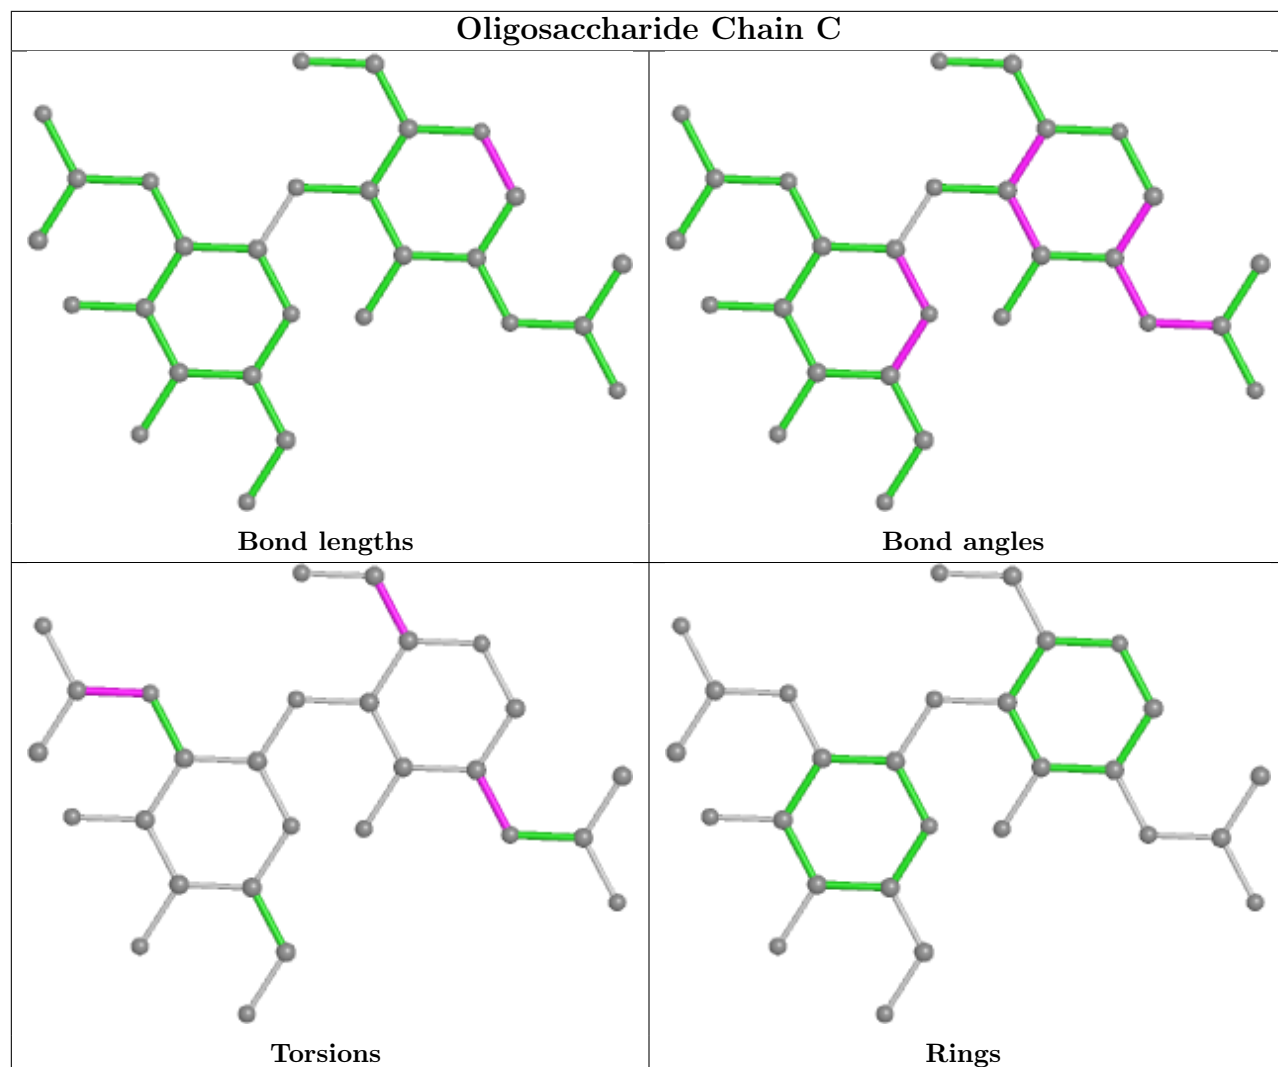 Oligosaccharide Chain C
Bond lengths
Bond angles
Torsions
Rings